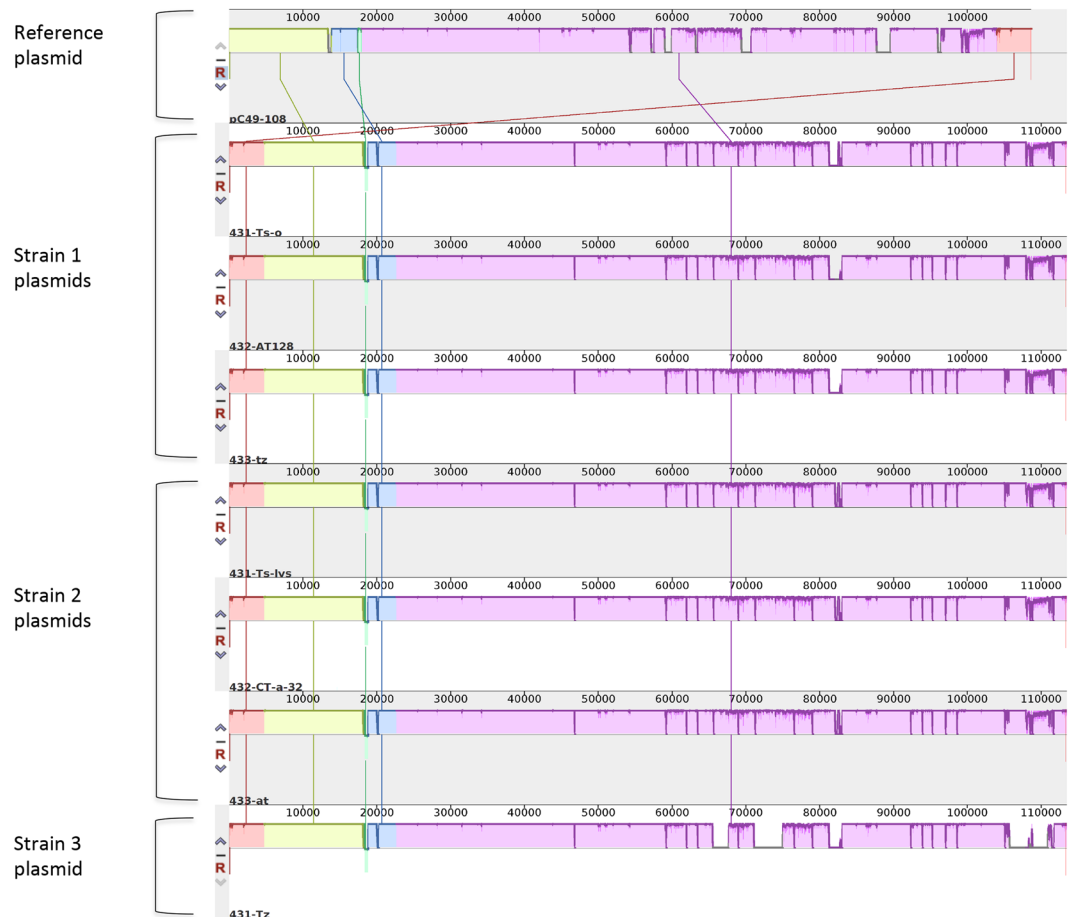 10000 20000 30000 40000 50000 60000 70000 80000 90000 100000
Reference
plasmid
R
pC49-108
10000 20000 30000 40000 50000 60000 70000 80000 90000 100000 110000
R
431-Ts-o
10000 20000 30000 40000 50000 60000 70000 80000 90000 100000 110000
Strain 1
plasmids
R
432-AT128
10000 20000 30000 40000 50000 60000 70000 80000 90000 100000 110000
R
433-tz
10000 20000 30000 40000 50000 60000 70000 80000 90000 100000 110000
R
431-Ts-lvs
10000 20000 30000 40000 50000 60000 70000 80000 90000 100000 110000
Strain 2
plasmids
R
432-CT-a-32
10000 20000 30000 40000 50000 60000 70000 80000 90000 100000 110000
R
433-at
10000 20000 30000 40000 50000 60000 70000 80000 90000 100000 110000
Strain 3
plasmid
R
431-Tz